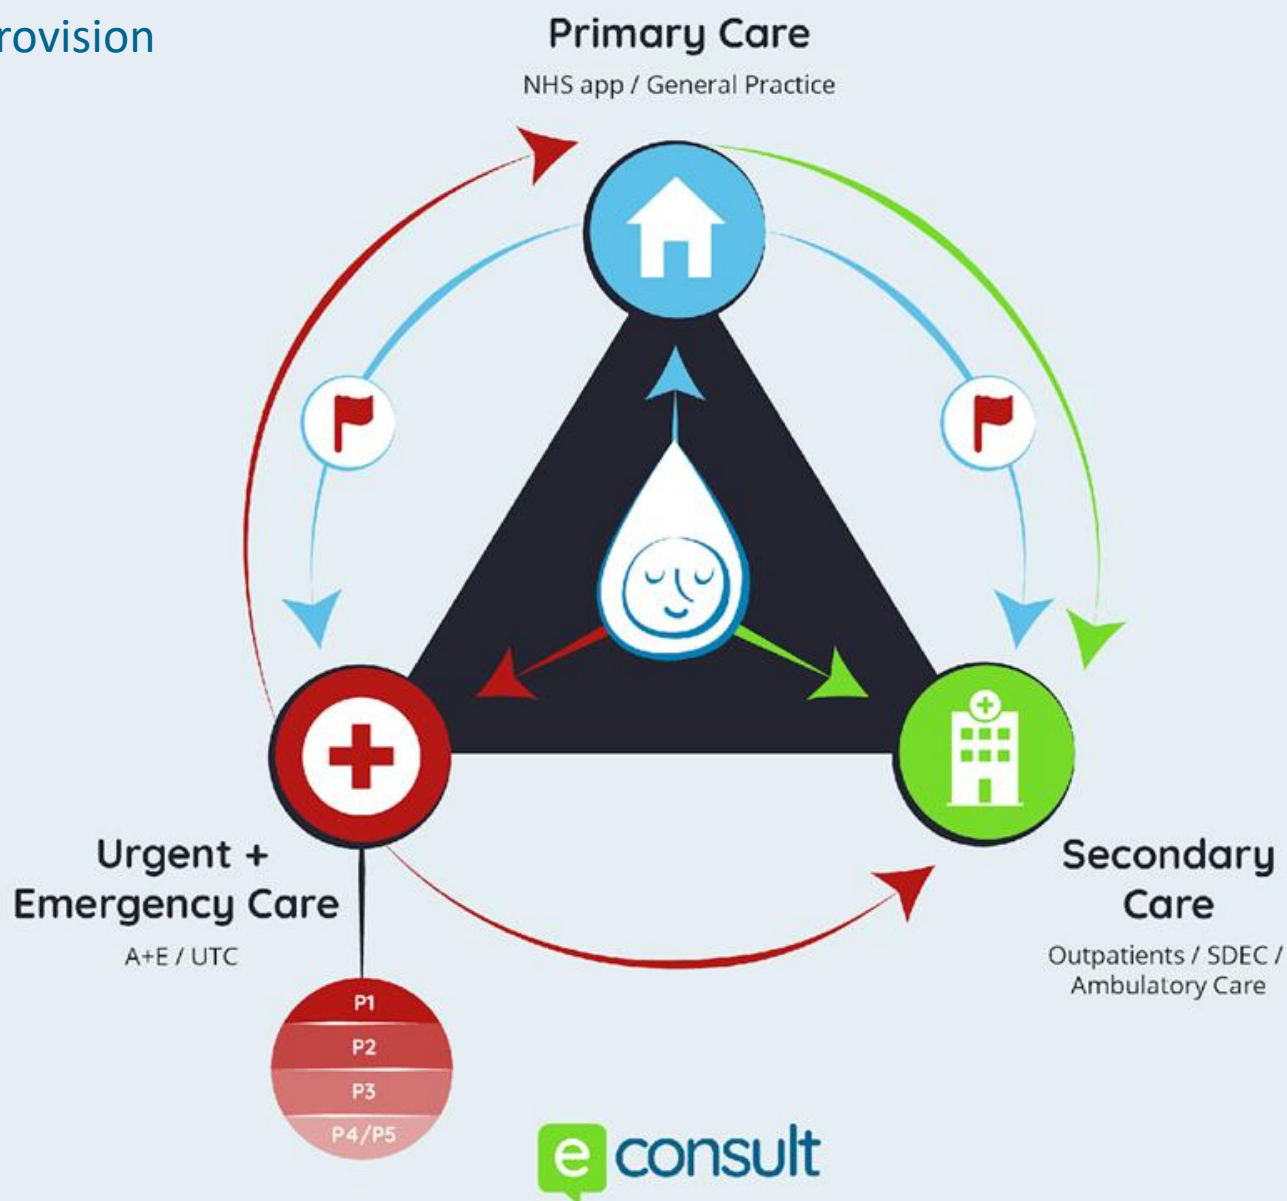 rovision
Primary Care
NHS app / General Practice
Urgent +
Emergency Care
A+E / UTC
Secondary
Care
Outpatients / SDEC /
Ambulatory Care
P1
P2
P3
P4/P5
e consult